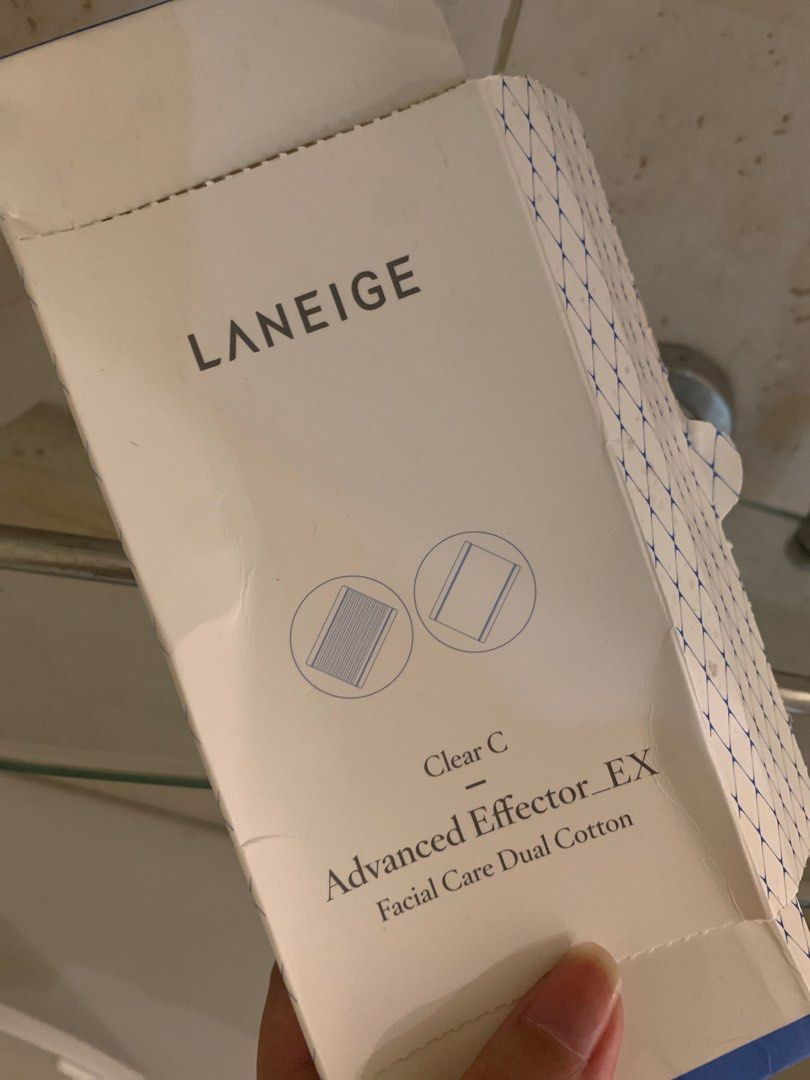 LANEIGE
Clear C
Advanced Effector_EX
Facial Care Dual Cotton